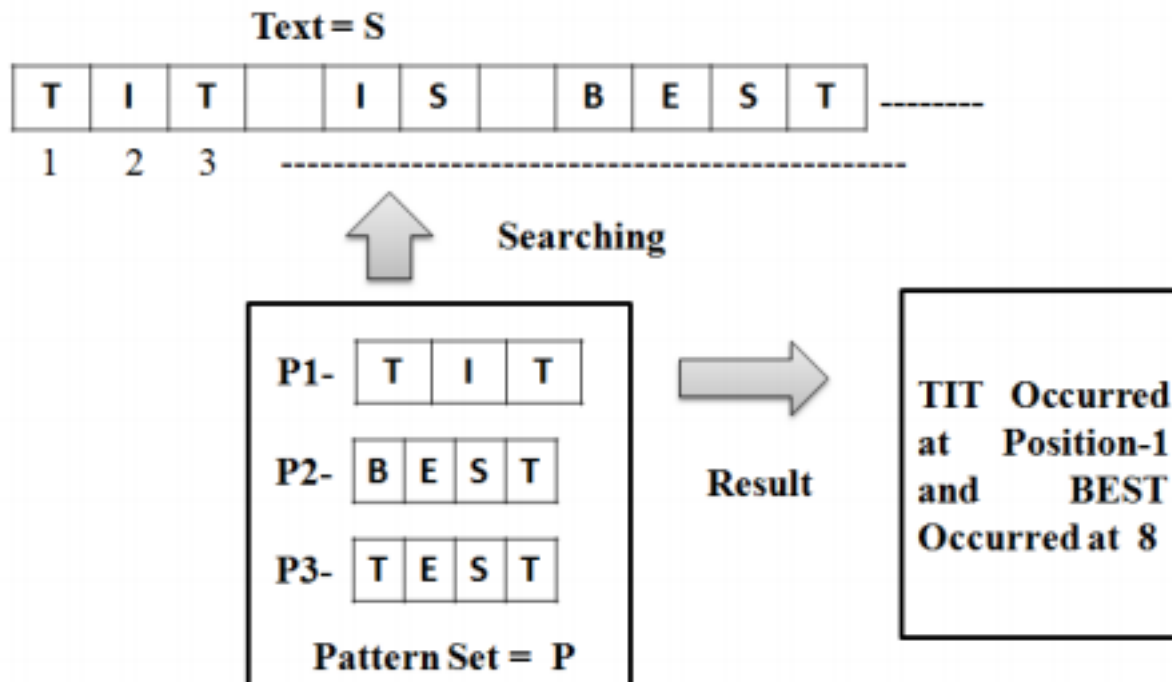 Text = S
T I T I S B E S T --------
1 2 3 ------------------------------------------------
Searching
P1- T I T
P2- B E S T
P3- T E S T
Pattern Set = P
Result
TIT Occurred
at Position-1
and BEST
Occurred at 8